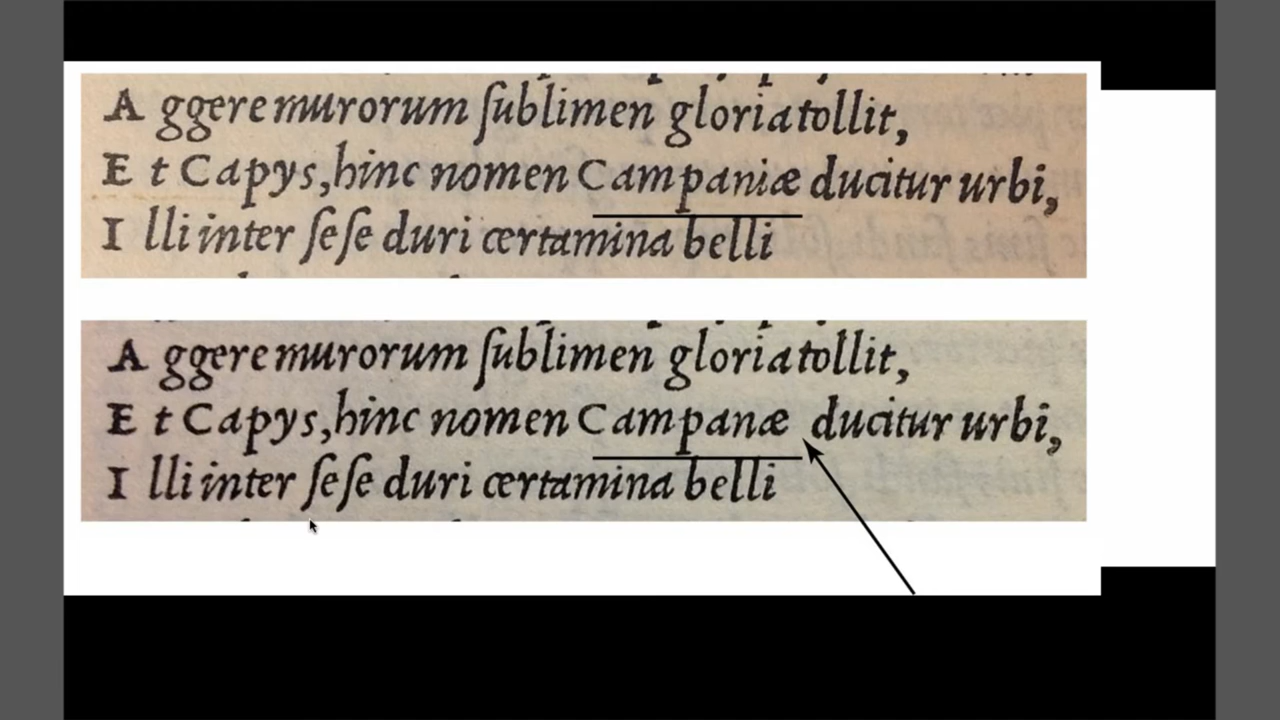 A ggere murorum ſublimen gloria tollit,
E t Capys, hinc nomen Campaniæ ducitur urbi,
I lli inter ſeſe duri certamina belli
A ggere murorum ſublimen gloria tollit,
E t Capys, hinc nomen Campanæ ducitur urbi,
I lli inter ſeſe duri certamina belli